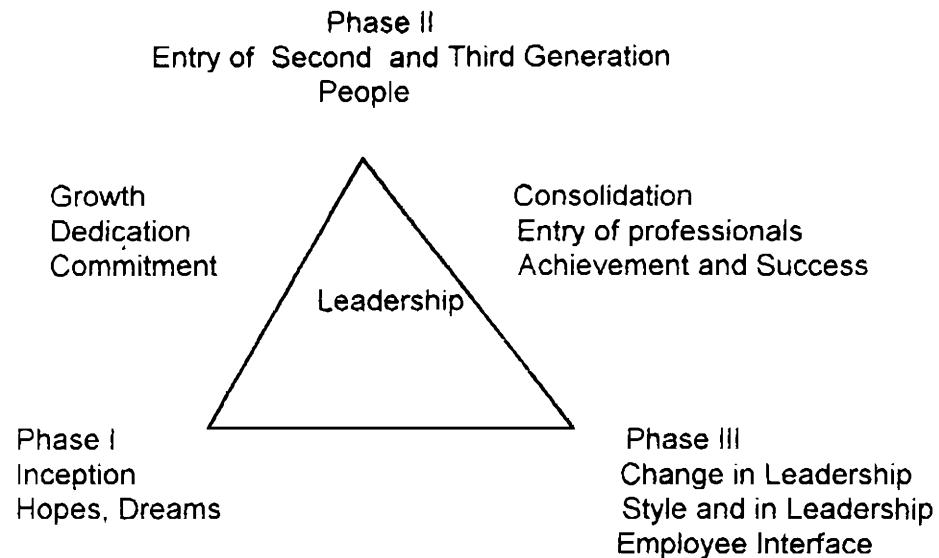 Phase II
Entry of Second and Third Generation
People
Growth
Dedication
Commitment
Consolidation
Entry of professionals
Achievement and Success
Leadership
Phase I
Inception
Hopes, Dreams
Phase III
Change in Leadership
Style and in Leadership
Employee Interface